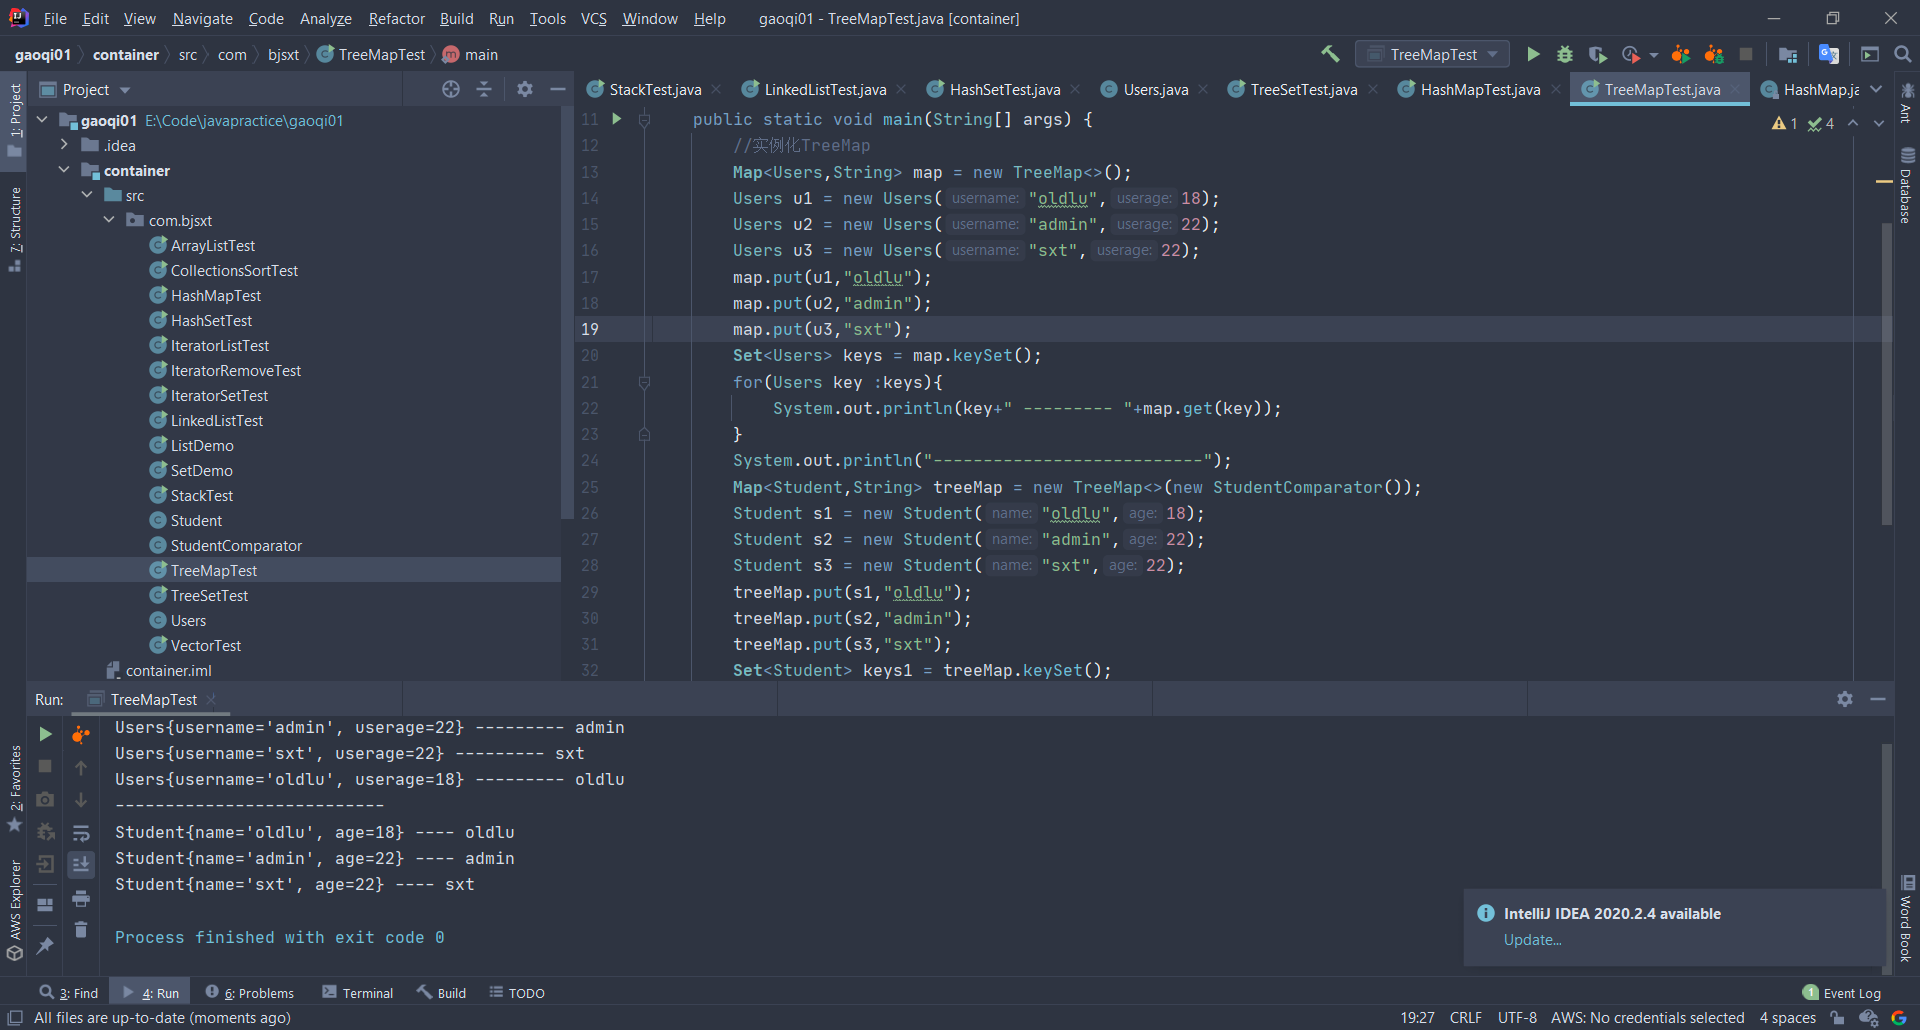 File Edit View Navigate Code Analyze Refactor Build Run Tools VCS Window Help gaoqi01 - TreeMapTest.java [container]
gaoqi01 container src com bjsxt TreeMapTest main TreeMapTest
1: Project
7: Structure
2: Favorites
AWS Explorer
Project
gaoqi01 E:\Code\javapractice\gaoqi01
.idea
container
src
com.bjsxt
ArrayListTest
CollectionsSortTest
HashMapTest
HashSetTest
IteratorListTest
IteratorRemoveTest
IteratorSetTest
LinkedListTest
ListDemo
SetDemo
StackTest
Student
StudentComparator
TreeMapTest
TreeSetTest
Users
VectorTest
container.iml
StackTest.java LinkedListTest.java HashSetTest.java Users.java TreeSetTest.java HashMapTest.java TreeMapTest.java HashMap.ja
1 4
11 public static void main(String[] args) {
12 //实例化TreeMap
13 Map<Users,String> map = new TreeMap<>();
14 Users u1 = new Users( username: "oldlu", userage: 18);
15 Users u2 = new Users( username: "admin", userage: 22);
16 Users u3 = new Users( username: "sxt", userage: 22);
17 map.put(u1,"oldlu");
18 map.put(u2,"admin");
19 map.put(u3,"sxt");
20 Set<Users> keys = map.keySet();
21 for(Users key :keys){
22 System.out.println(key+" --------- "+map.get(key));
23 }
24 System.out.println("---------------------------");
25 Map<Student,String> treeMap = new TreeMap<>(new StudentComparator());
26 Student s1 = new Student( name: "oldlu", age: 18);
27 Student s2 = new Student( name: "admin", age: 22);
28 Student s3 = new Student( name: "sxt", age: 22);
29 treeMap.put(s1,"oldlu");
30 treeMap.put(s2,"admin");
31 treeMap.put(s3,"sxt");
32 Set<Student> keys1 = treeMap.keySet();
Ant
Database
Word Book
Run: TreeMapTest
Users{username='admin', userage=22} --------- admin
Users{username='sxt', userage=22} --------- sxt
Users{username='oldlu', userage=18} --------- oldlu
---------------------------
Student{name='oldlu', age=18} ---- oldlu
Student{name='admin', age=22} ---- admin
Student{name='sxt', age=22} ---- sxt
Process finished with exit code 0
IntelliJ IDEA 2020.2.4 available
Update...
3: Find 4: Run 6: Problems Terminal Build TODO 1 Event Log
All files are up-to-date (moments ago) 19:27 CRLF UTF-8 AWS: No credentials selected 4 spaces